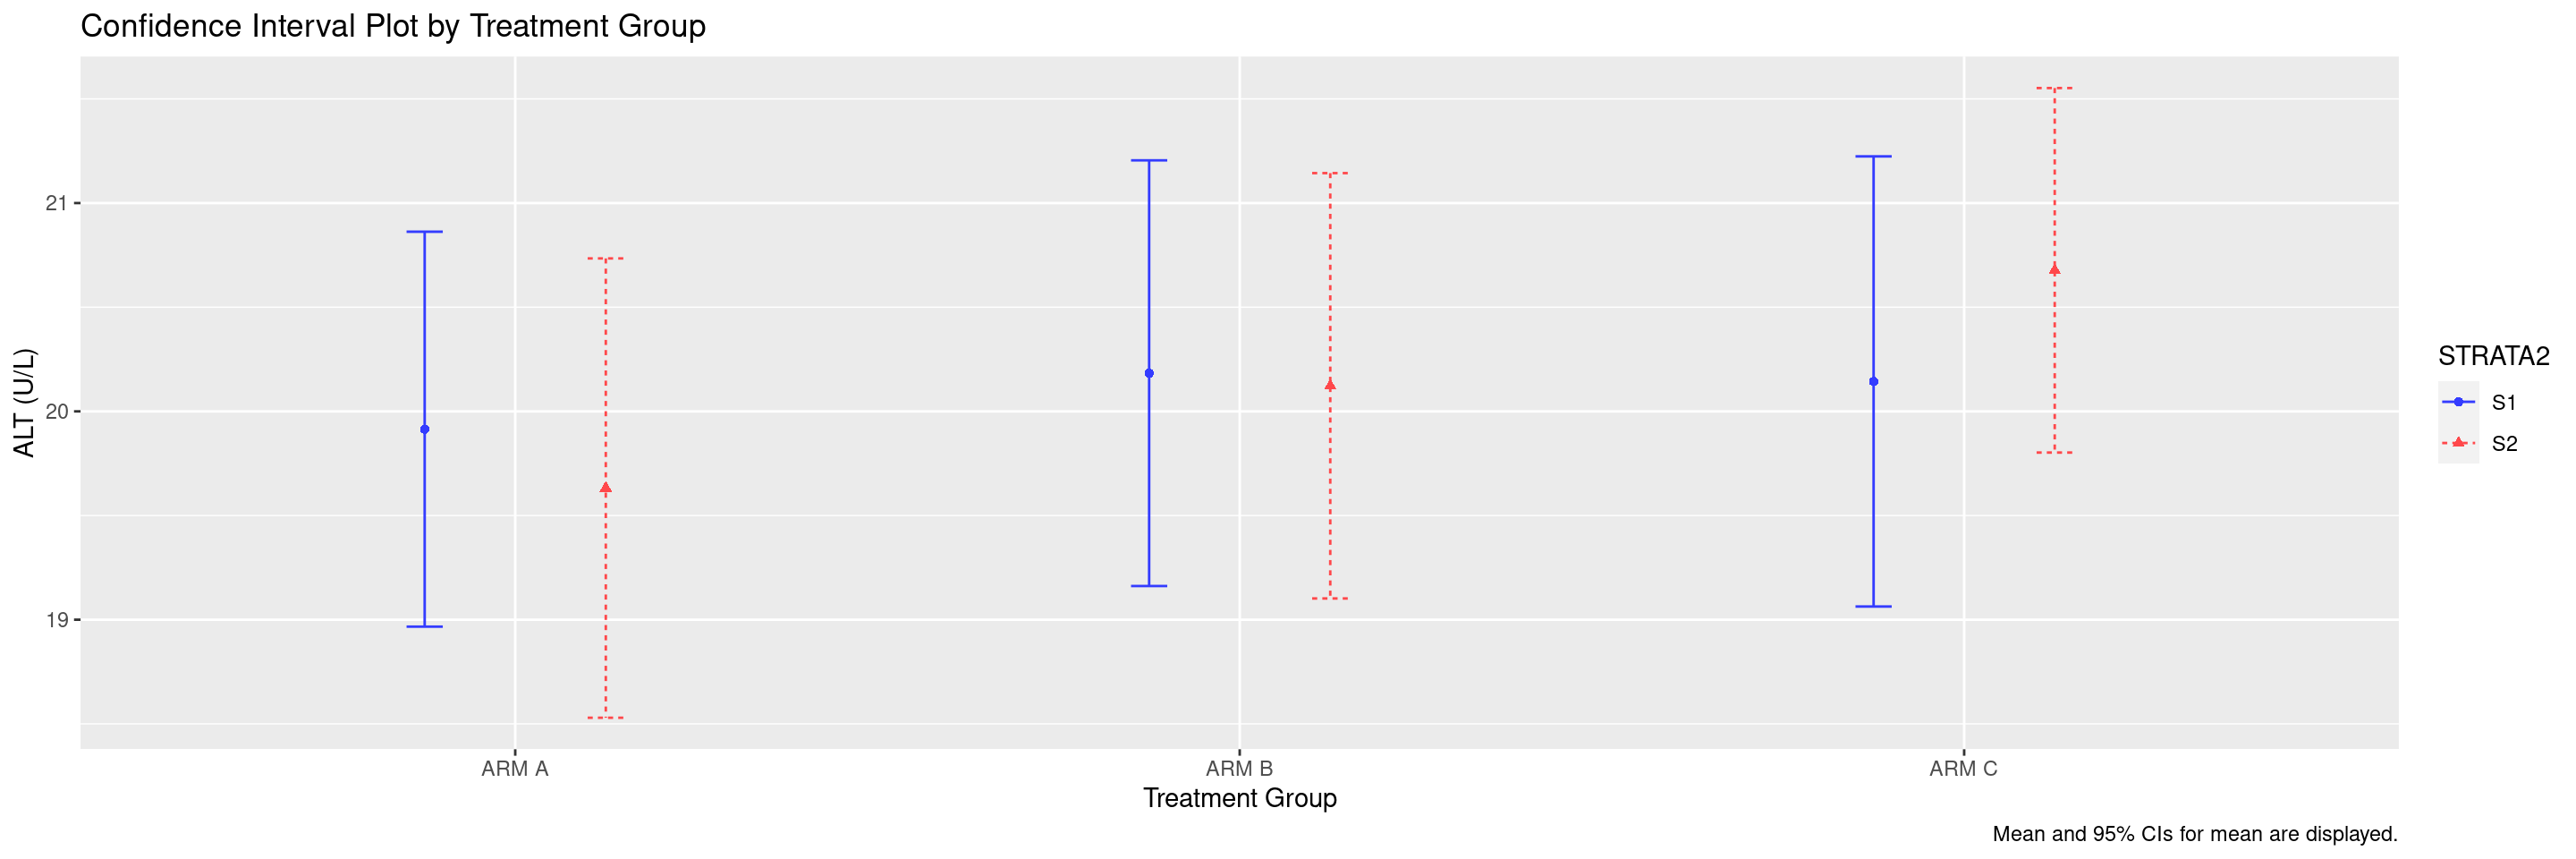 Confidence Interval Plot by Treatment Group
ALT (U/L)
21
20
19
ARM A
ARM B
ARM C
Treatment Group
STRATA2
S1
S2
Mean and 95% CIs for mean are displayed.